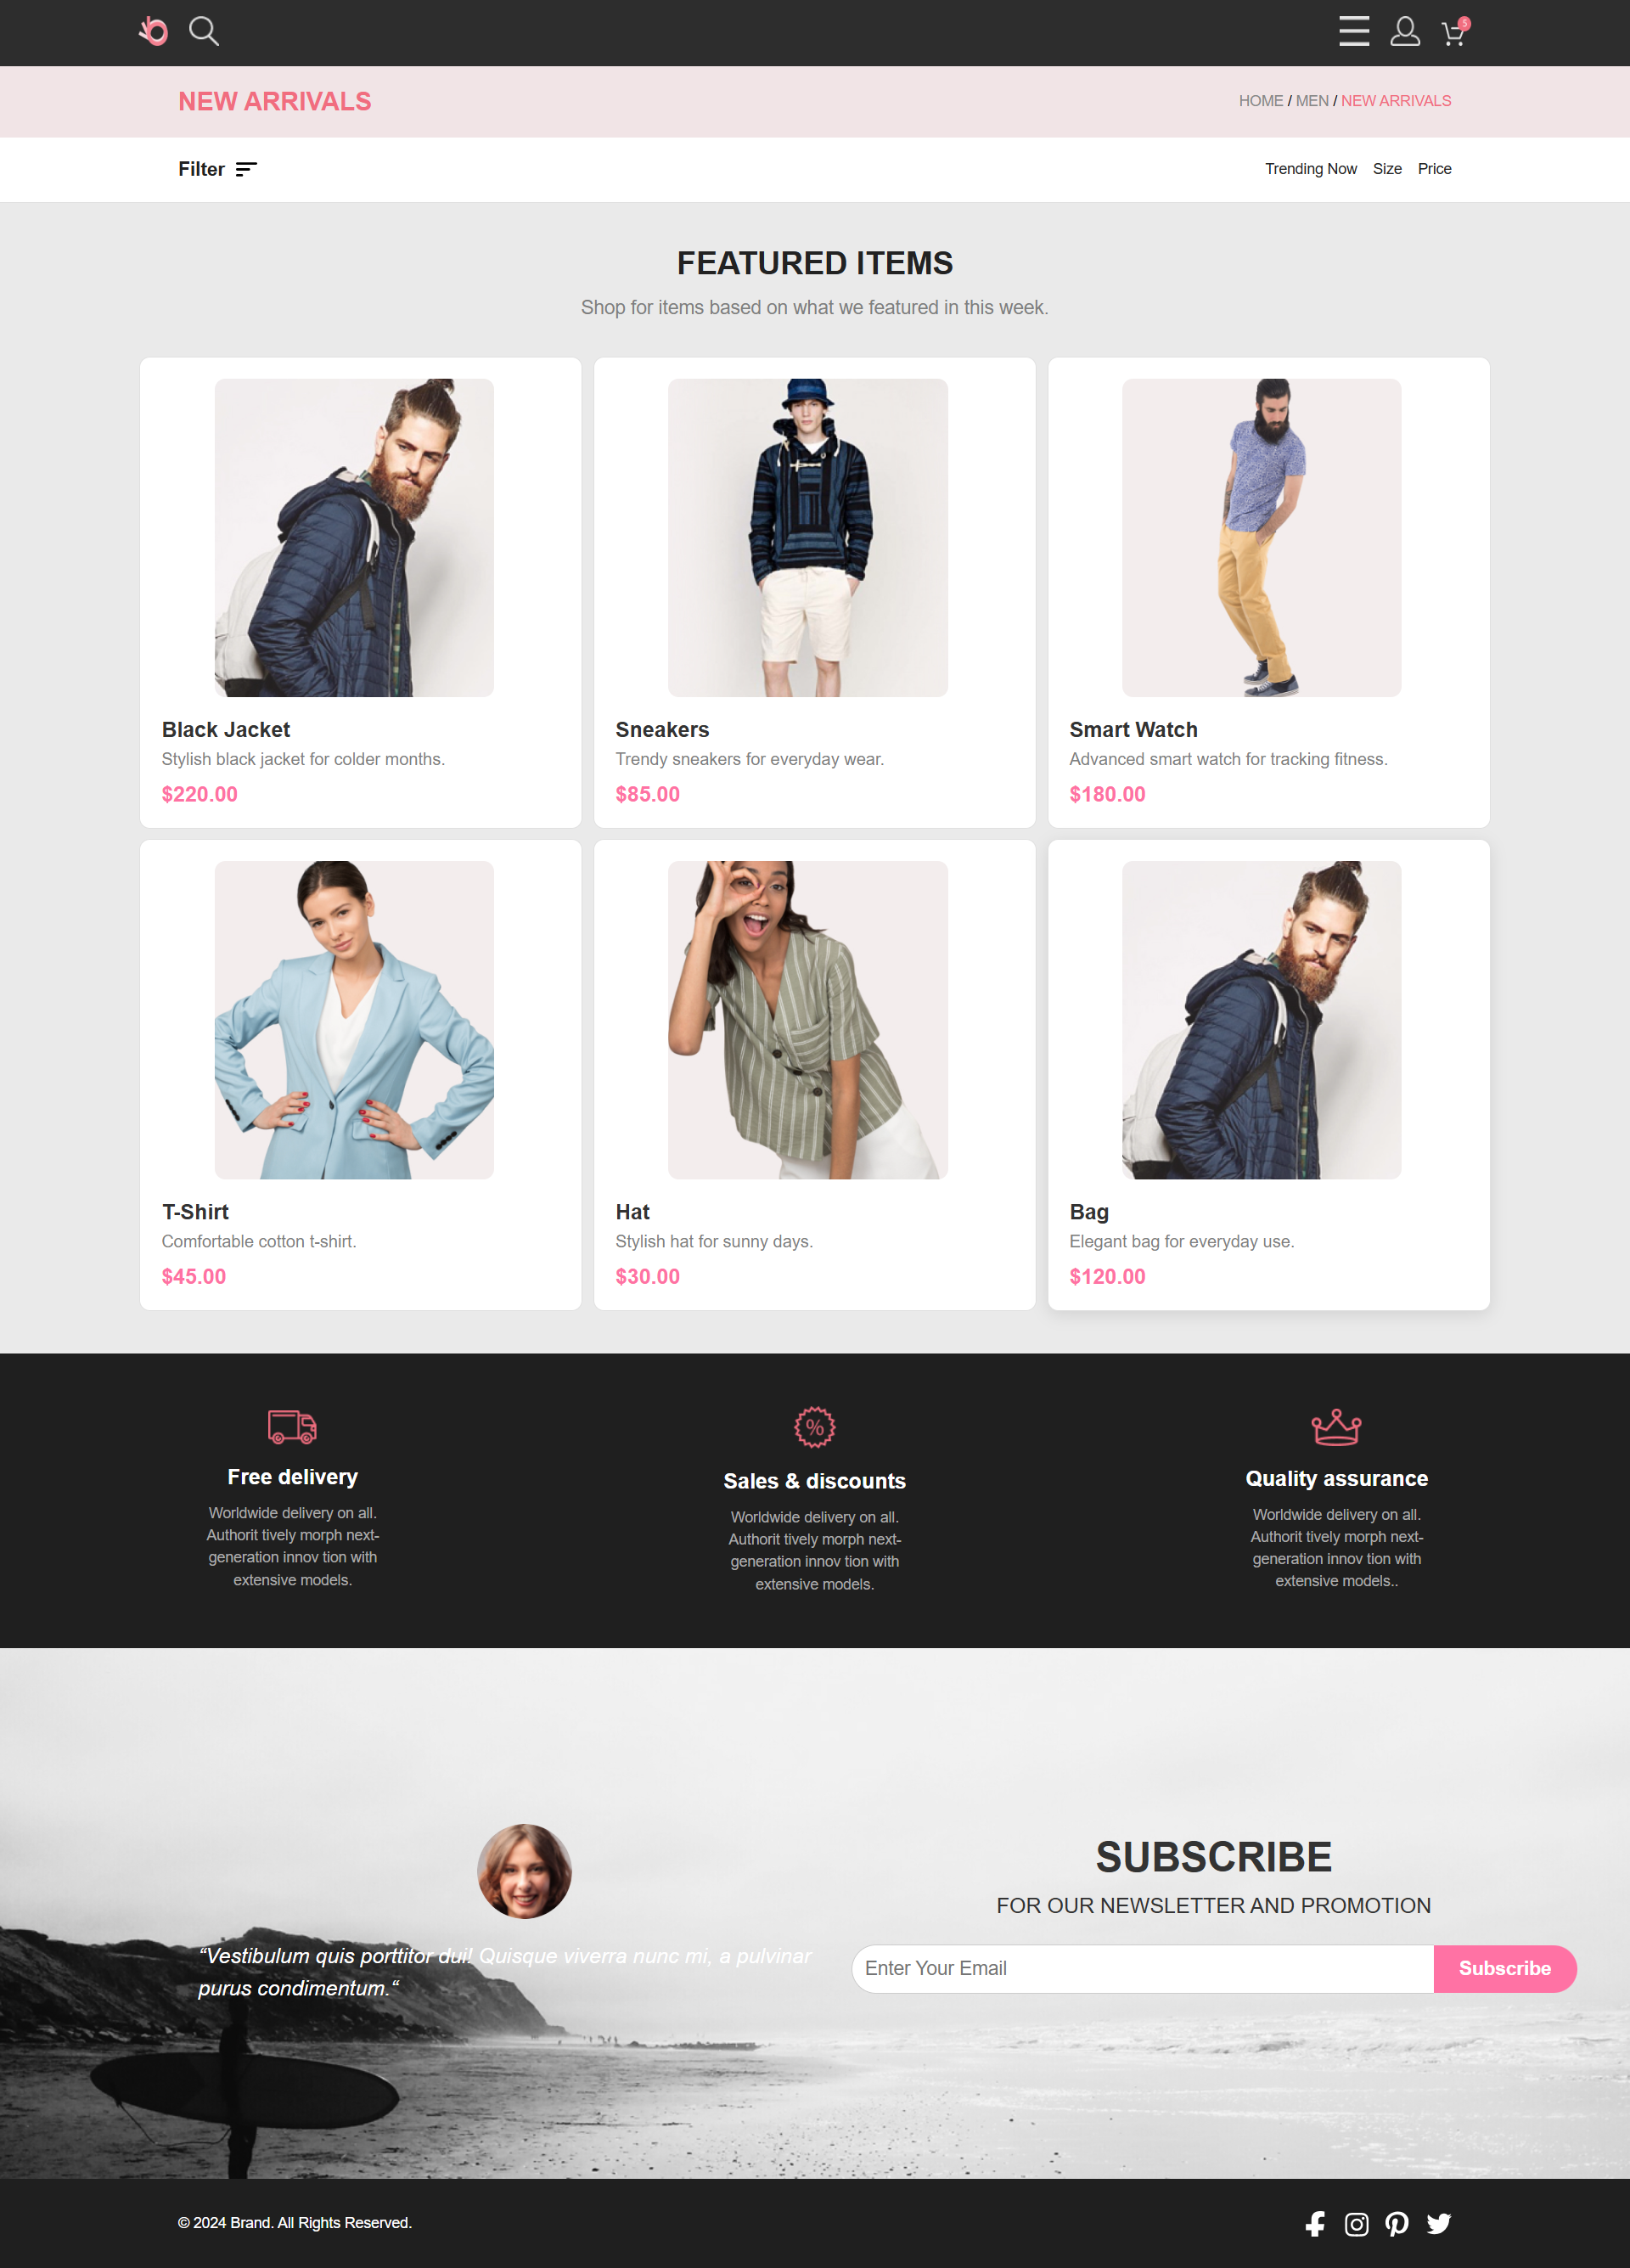 5
NEW ARRIVALS
HOME / MEN / NEW ARRIVALS
Filter
Trending Now Size Price
FEATURED ITEMS
Shop for items based on what we featured in this week.
Black Jacket
Stylish black jacket for colder months.
$220.00
Sneakers
Trendy sneakers for everyday wear.
$85.00
Smart Watch
Advanced smart watch for tracking fitness.
$180.00
T-Shirt
Comfortable cotton t-shirt.
$45.00
Hat
Stylish hat for sunny days.
$30.00
Bag
Elegant bag for everyday use.
$120.00
Free delivery
Worldwide delivery on all.
Authorit tively morph next-
generation innov tion with
extensive models.
%
Sales & discounts
Worldwide delivery on all.
Authorit tively morph next-
generation innov tion with
extensive models.
Quality assurance
Worldwide delivery on all.
Authorit tively morph next-
generation innov tion with
extensive models..
“Vestibulum quis porttitor dui! Quisque viverra nunc mi, a pulvinar
purus condimentum.“
SUBSCRIBE
FOR OUR NEWSLETTER AND PROMOTION
Enter Your Email
Subscribe
© 2024 Brand. All Rights Reserved.